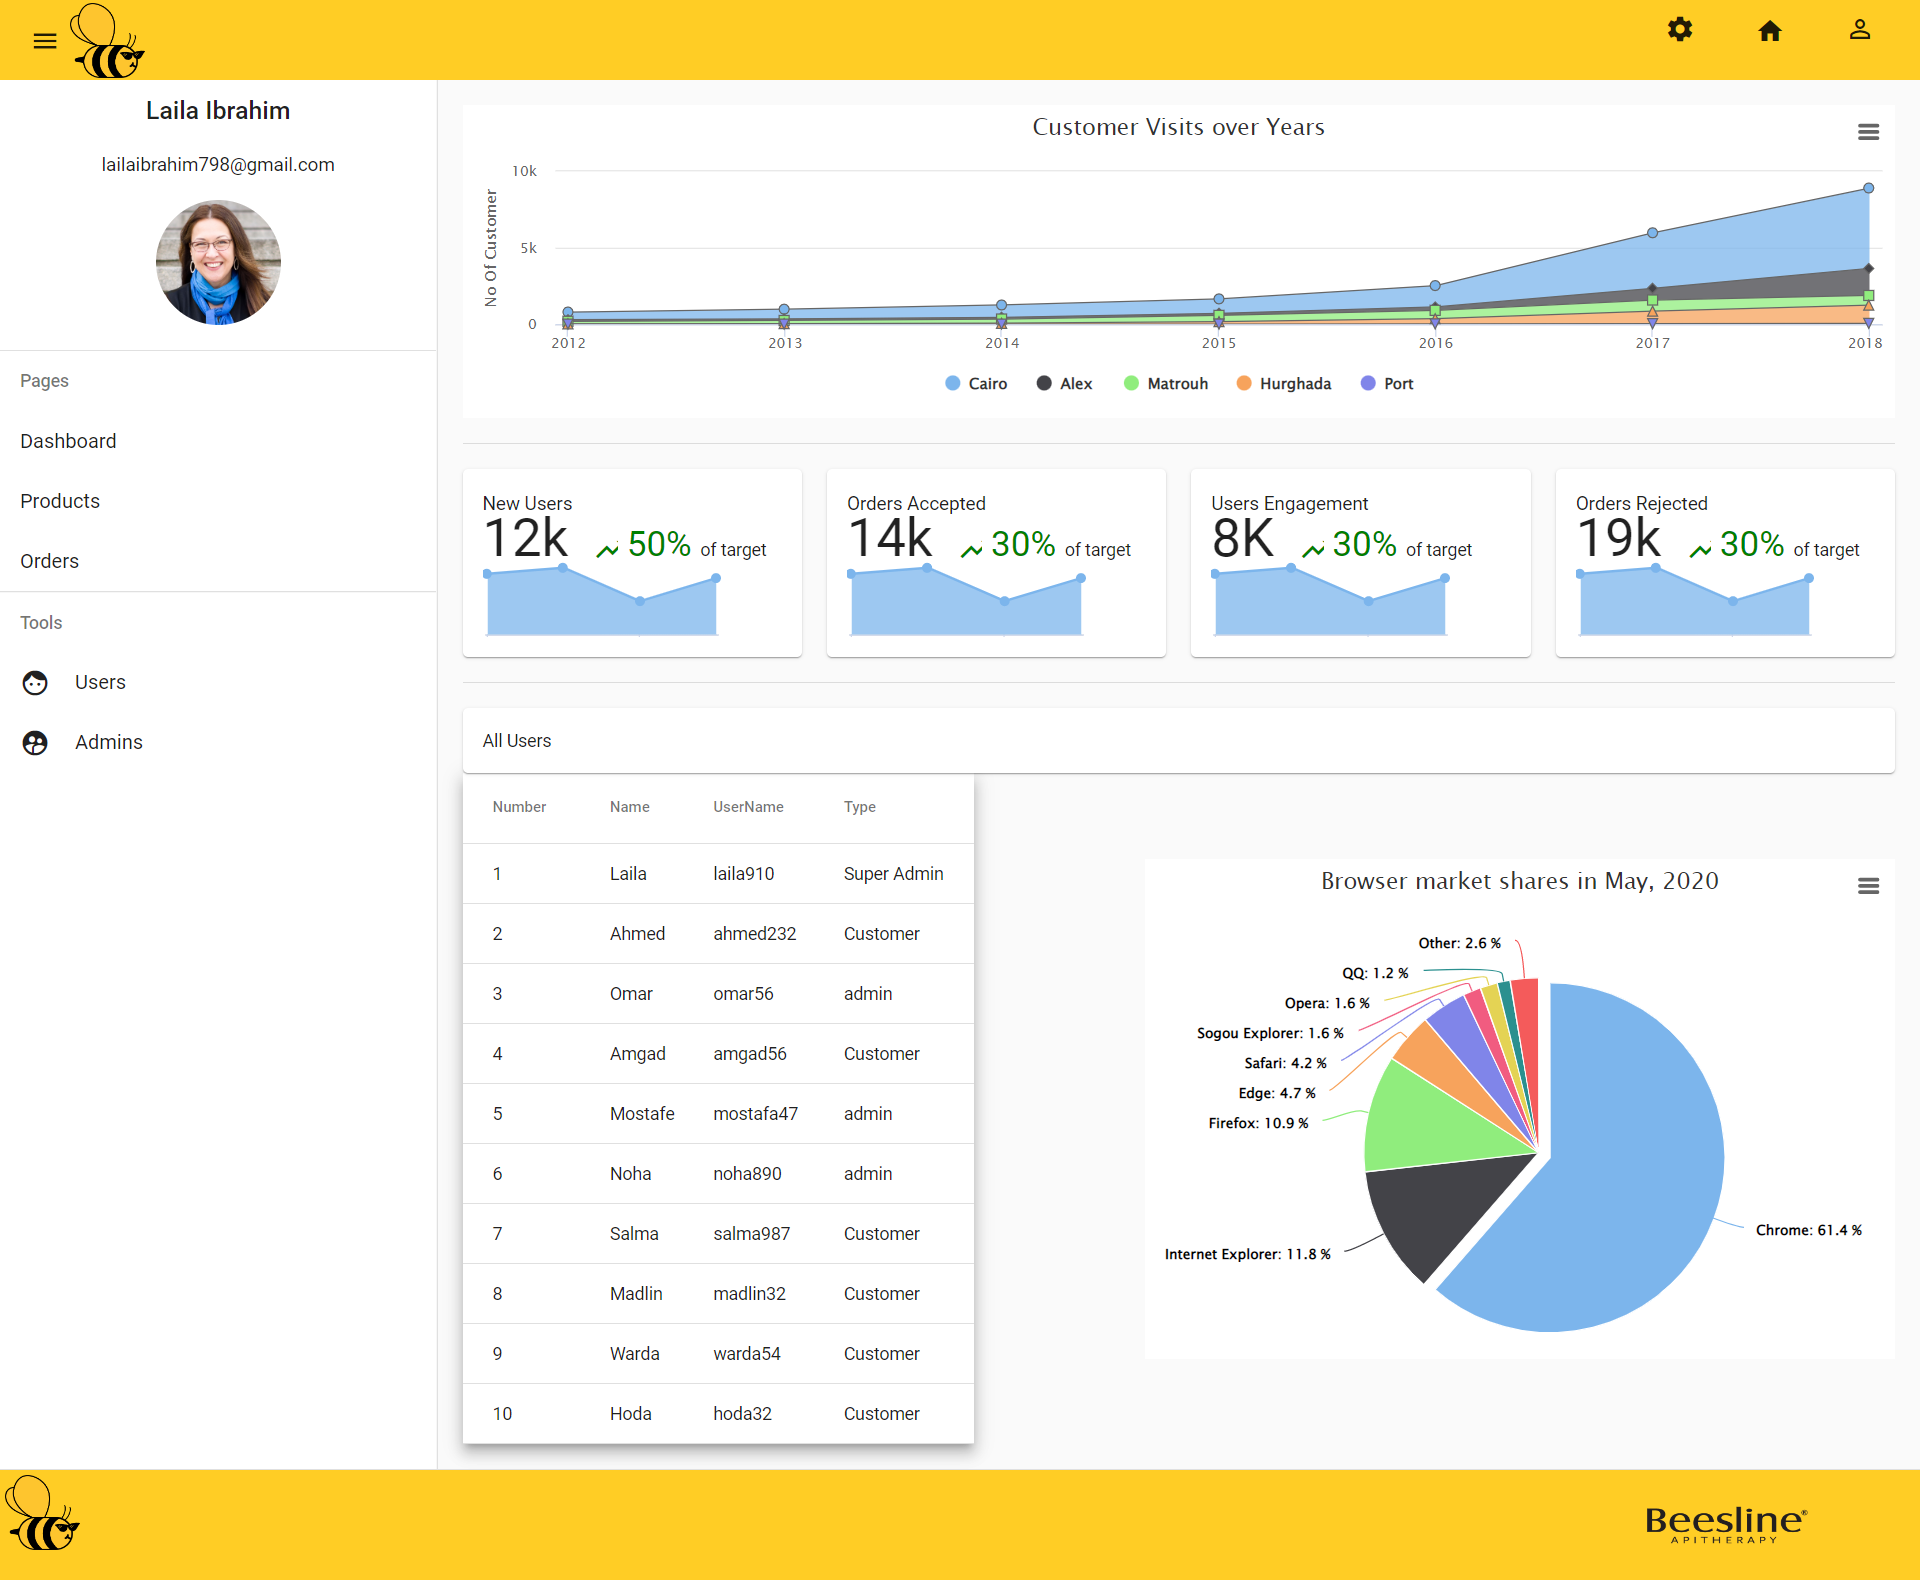 Laila Ibrahim
lailaibrahim798@gmail.com
Pages
Dashboard
Products
Orders
Tools
Users
Admins
Customer Visits over Years
No Of Customer
10k
5k
0
2012 2013 2014 2015 2016 2017 2018
Cairo Alex Matrouh Hurghada Port
New Users
12k 50% of target
Orders Accepted
14k 30% of target
Users Engagement
8K 30% of target
Orders Rejected
19k 30% of target
All Users
Number Name UserName Type
1 Laila laila910 Super Admin
2 Ahmed ahmed232 Customer
3 Omar omar56 admin
4 Amgad amgad56 Customer
5 Mostafe mostafa47 admin
6 Noha noha890 admin
7 Salma salma987 Customer
8 Madlin madlin32 Customer
9 Warda warda54 Customer
10 Hoda hoda32 Customer
Browser market shares in May, 2020
Other: 2.6 %
QQ: 1.2 %
Opera: 1.6 %
Sogou Explorer: 1.6 %
Safari: 4.2 %
Edge: 4.7 %
Firefox: 10.9 %
Chrome: 61.4 %
Internet Explorer: 11.8 %
Beesline®
APITHERAPY